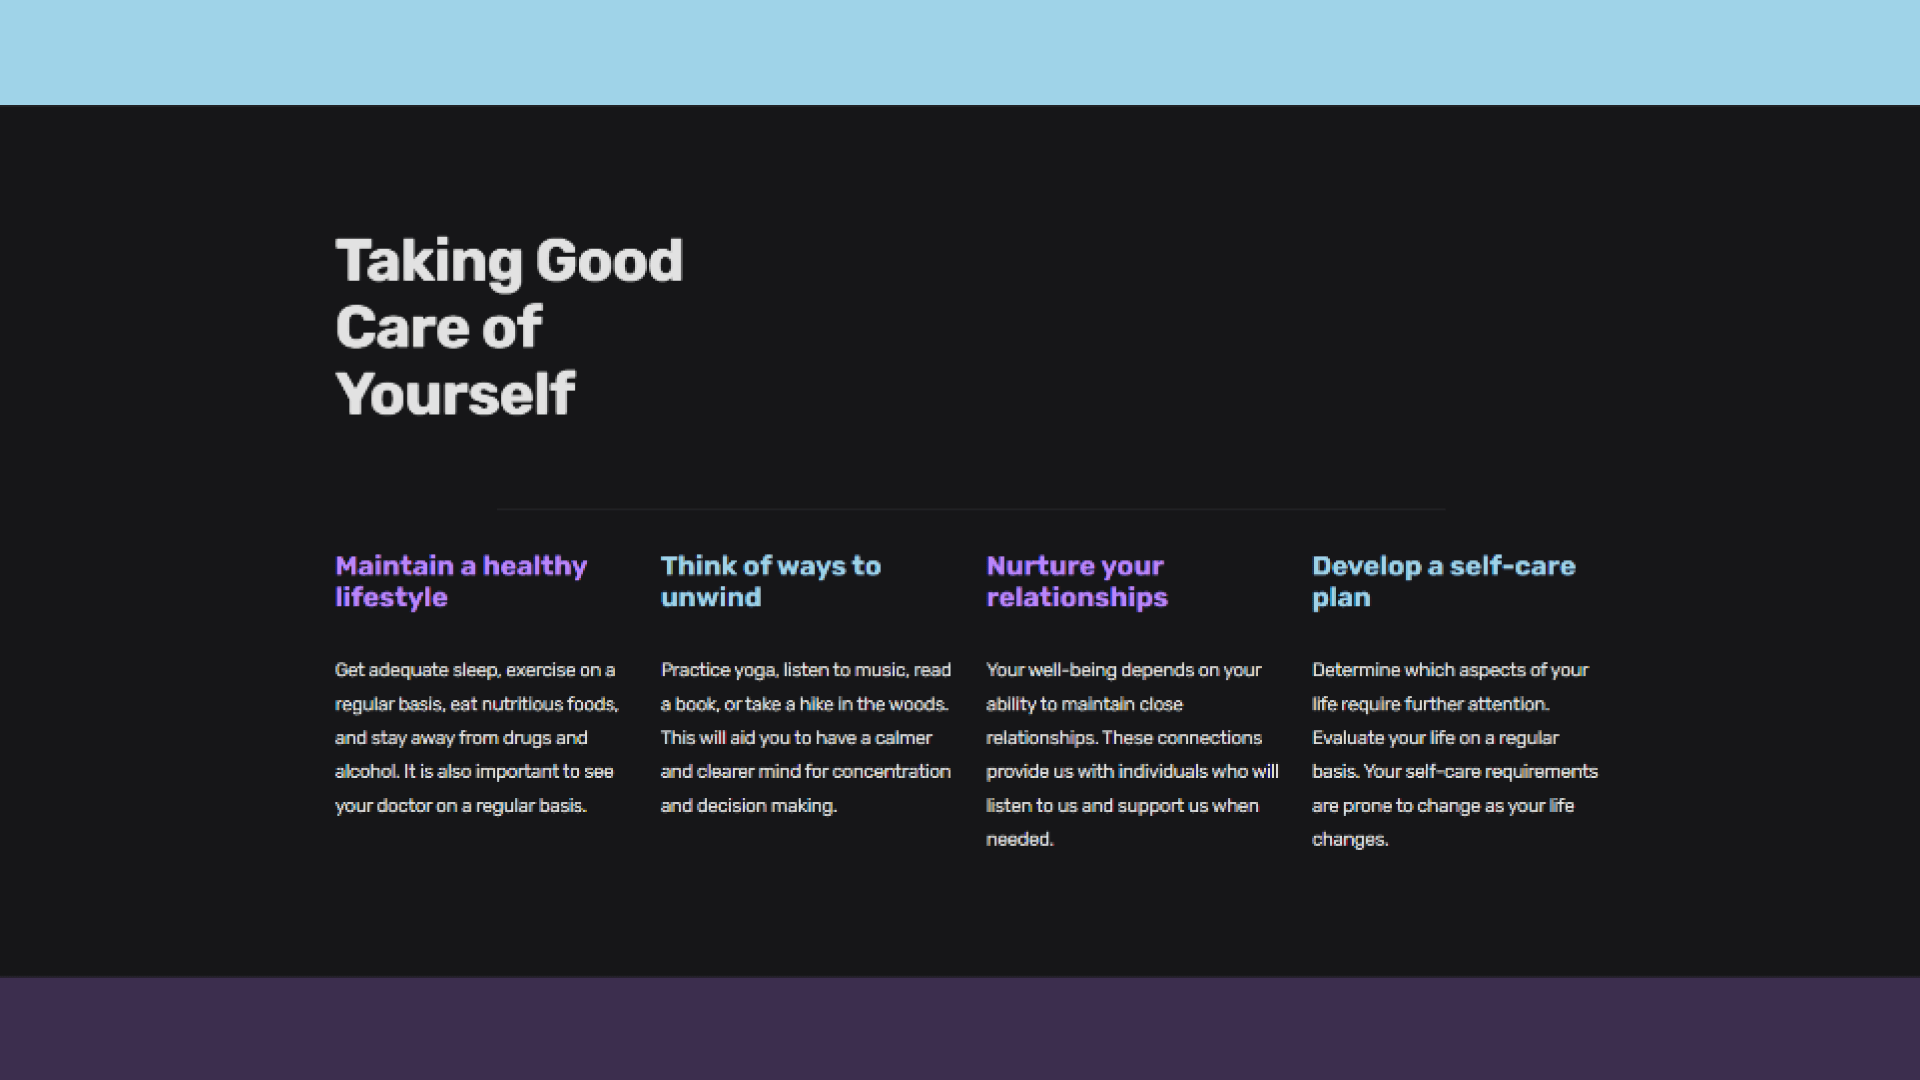 Taking Good
Care of
Yourself
Maintain a healthy
lifestyle
Get adequate sleep, exercise on a
regular basis, eat nutritious foods,
and stay away from drugs and
alcohol. It is also important to see
your doctor on a regular basis.
Think of ways to
unwind
Practice yoga, listen to music, read
a book, or take a hike in the woods.
This will aid you to have a calmer
and clearer mind for concentration
and decision making.
Nurture your
relationships
Your well-being depends on your
ability to maintain close
relationships. These connections
provide us with individuals who will
listen to us and support us when
needed.
Develop a self-care
plan
Determine which aspects of your
life require further attention.
Evaluate your life on a regular
basis. Your self-care requirements
are prone to change as your life
changes.